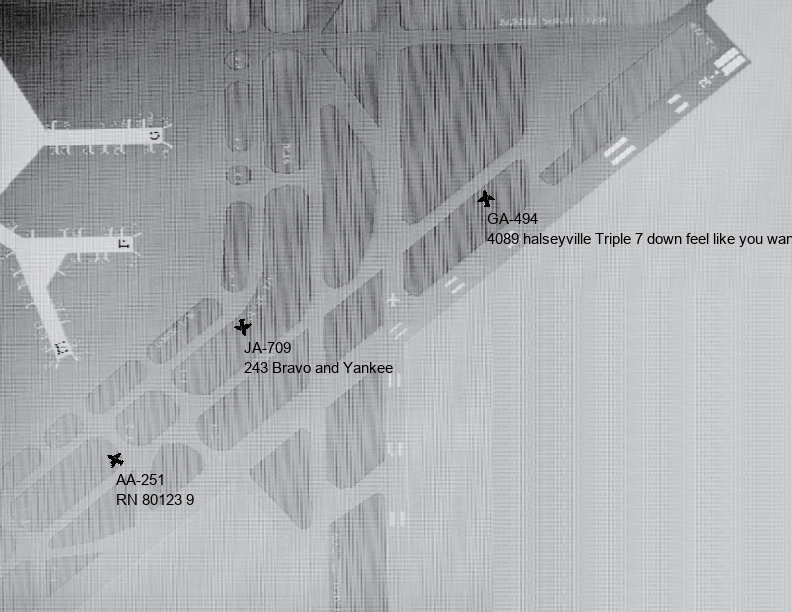 G
F
GA-494
4089 halseyville Triple 7 down feel like you wan
JA-709
243 Bravo and Yankee
AA-251
RN 80123 9